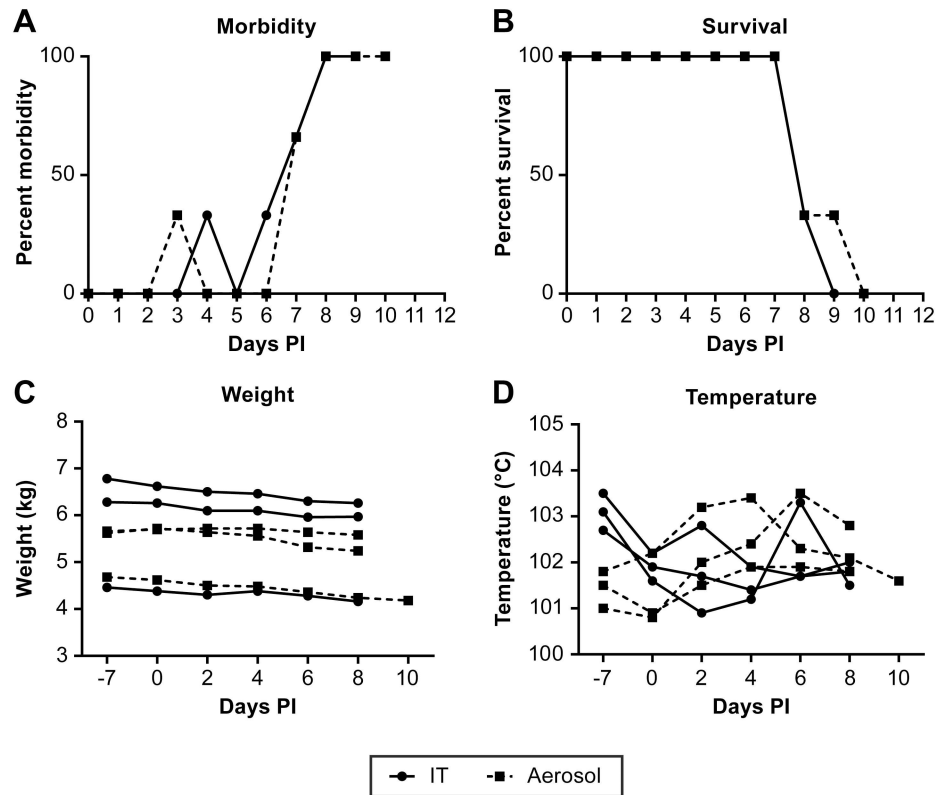 A
Morbidity
100
50
0
Percent morbidity
0 1 2 3 4 5 6 7 8 9 10 11 12
Days PI
B
Survival
100
50
0
Percent survival
0 1 2 3 4 5 6 7 8 9 10 11 12
Days PI
C
Weight
8
7
6
5
4
3
Weight (kg)
-7 0 2 4 6 8 10
Days PI
D
Temperature
105
104
103
102
101
100
Temperature (°C)
-7 0 2 4 6 8 10
Days PI
IT Aerosol